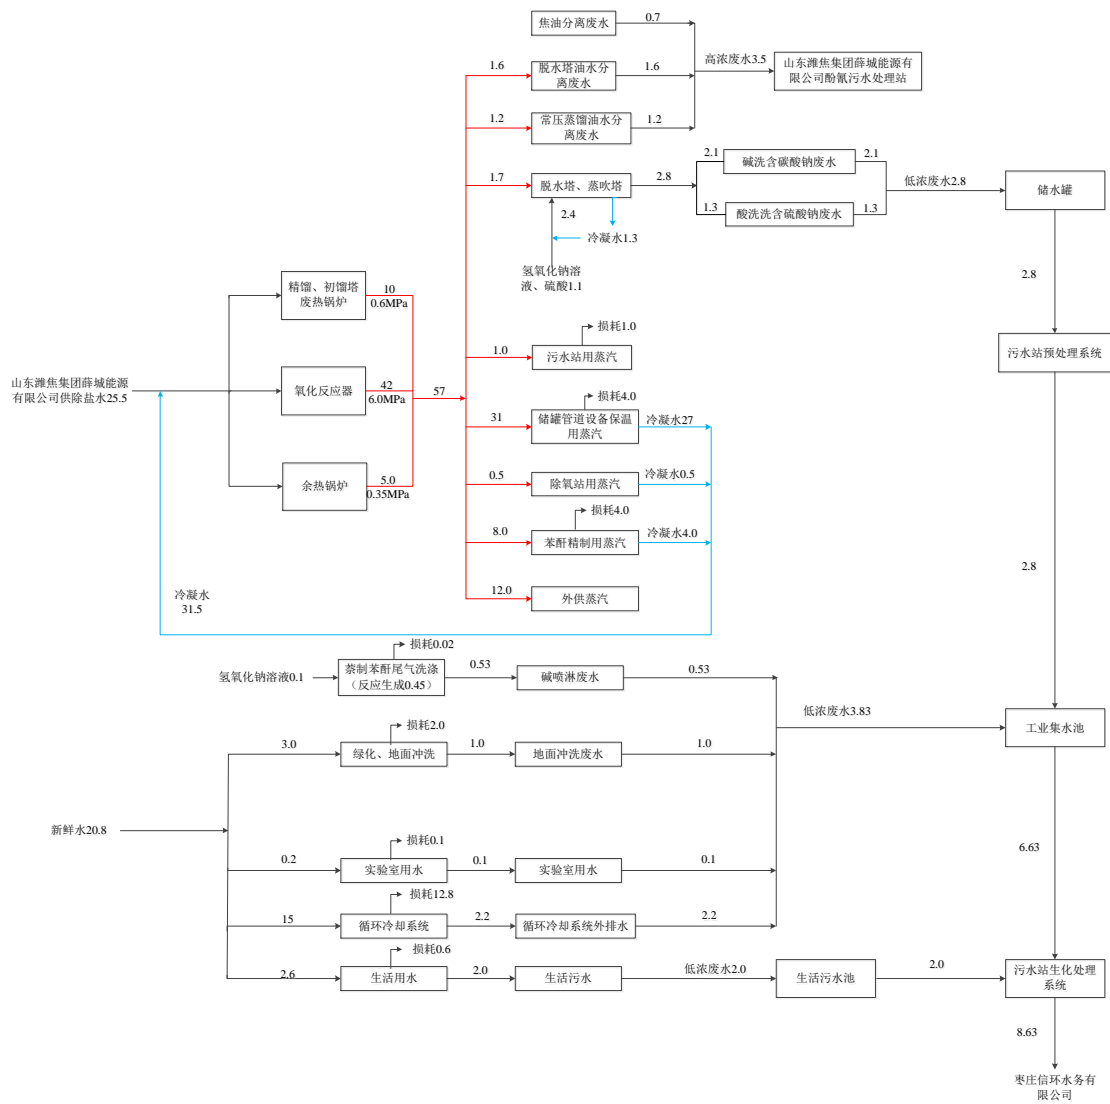 焦油分离废水
0.7
高浓废水3.5
山东潍焦集团薛城能源有
限公司酚氰污水处理站
1.6
脱水塔油水分
离废水
1.6
1.2
常压蒸馏油水分
离废水
1.2
1.7
脱水塔、蒸吹塔
2.8
2.1
碱洗含碳酸钠废水
2.1
低浓废水2.8
储水罐
1.3
酸洗洗含硫酸钠废水
1.3
2.4
冷凝水1.3
氢氧化钠溶
液、硫酸1.1
2.8
精馏、初馏塔
废热锅炉
10
0.6MPa
损耗1.0
1.0
污水站用蒸汽
污水站预处理系统
山东潍焦集团薛城能源
有限公司供除盐水25.5
氧化反应器
42
6.0MPa
57
损耗4.0
31
储罐管道设备保温
用蒸汽
冷凝水27
余热锅炉
5.0
0.35MPa
0.5
除氧站用蒸汽
冷凝水0.5
损耗4.0
8.0
苯酐精制用蒸汽
冷凝水4.0
2.8
冷凝水
31.5
12.0
外供蒸汽
损耗0.02
氢氧化钠溶液0.1
萘制苯酐尾气洗涤
（反应生成0.45）
0.53
碱喷淋废水
0.53
低浓废水3.83
工业集水池
损耗2.0
3.0
绿化、地面冲洗
1.0
地面冲洗废水
1.0
新鲜水20.8
损耗0.1
0.2
实验室用水
0.1
实验室用水
0.1
6.63
损耗12.8
15
循环冷却系统
2.2
循环冷却系统外排水
2.2
损耗0.6
2.6
生活用水
2.0
生活污水
低浓废水2.0
生活污水池
2.0
污水站生化处理
系统
8.63
枣庄信环水务有
限公司